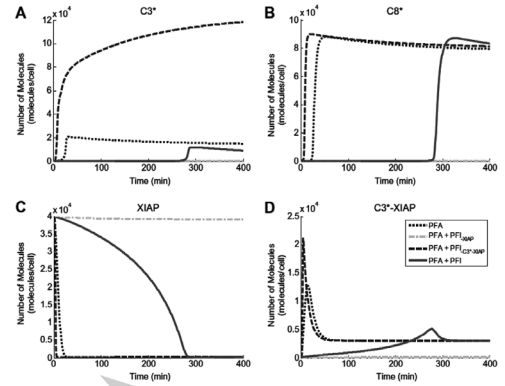 A
C3*
x 10^4
12
10
8
6
4
2
0
Number of Molecules
(molecules/cell)
0 100 200 300 400
Time (min)
B
C8*
x 10^4
10
8
6
4
2
0
Number of Molecules
(molecules/cell)
0 100 200 300 400
Time (min)
C
XIAP
4 x 10^4
3.5
3
2.5
2
1.5
1
0.5
0
Number of Molecules
(molecules/cell)
0 100 200 300 400
Time (min)
D
C3*-XIAP
2.5 x 10^4
2
1.5
1
0.5
0
Number of Molecules
(molecules/cell)
0 100 200 300 400
Time (min)
PFA
PFA + PFI_XIAP
PFA + PFI_C3*-XIAP
PFA + PFI